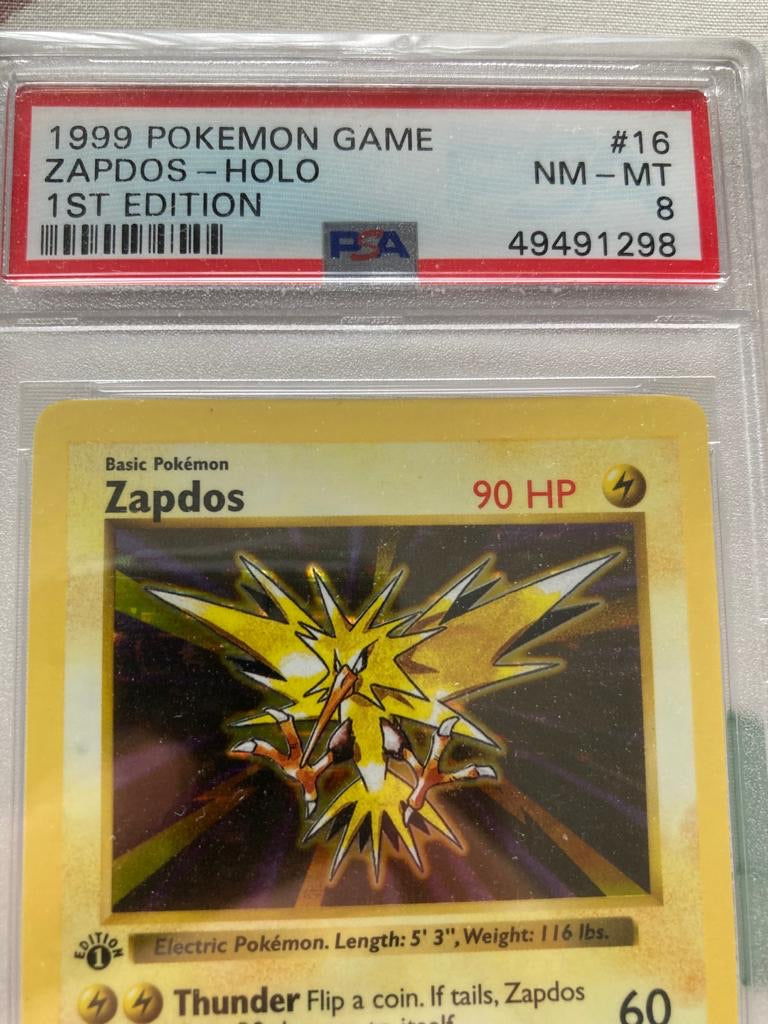 1999 POKEMON GAME #16
ZAPDOS - HOLO NM - MT
1ST EDITION 8
PSA 49491298
Basic Pokémon
Zapdos 90 HP
EDITION
1
Electric Pokémon. Length: 5' 3", Weight: 116 lbs.
Thunder Flip a coin. If tails, Zapdos 60